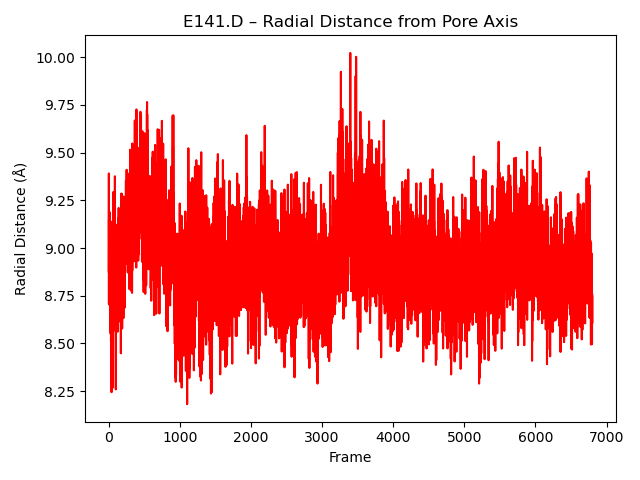 E141.D – Radial Distance from Pore Axis
10.00
9.75
9.50
9.25
9.00
8.75
8.50
8.25
Radial Distance (Å)
0 1000 2000 3000 4000 5000 6000 7000
Frame